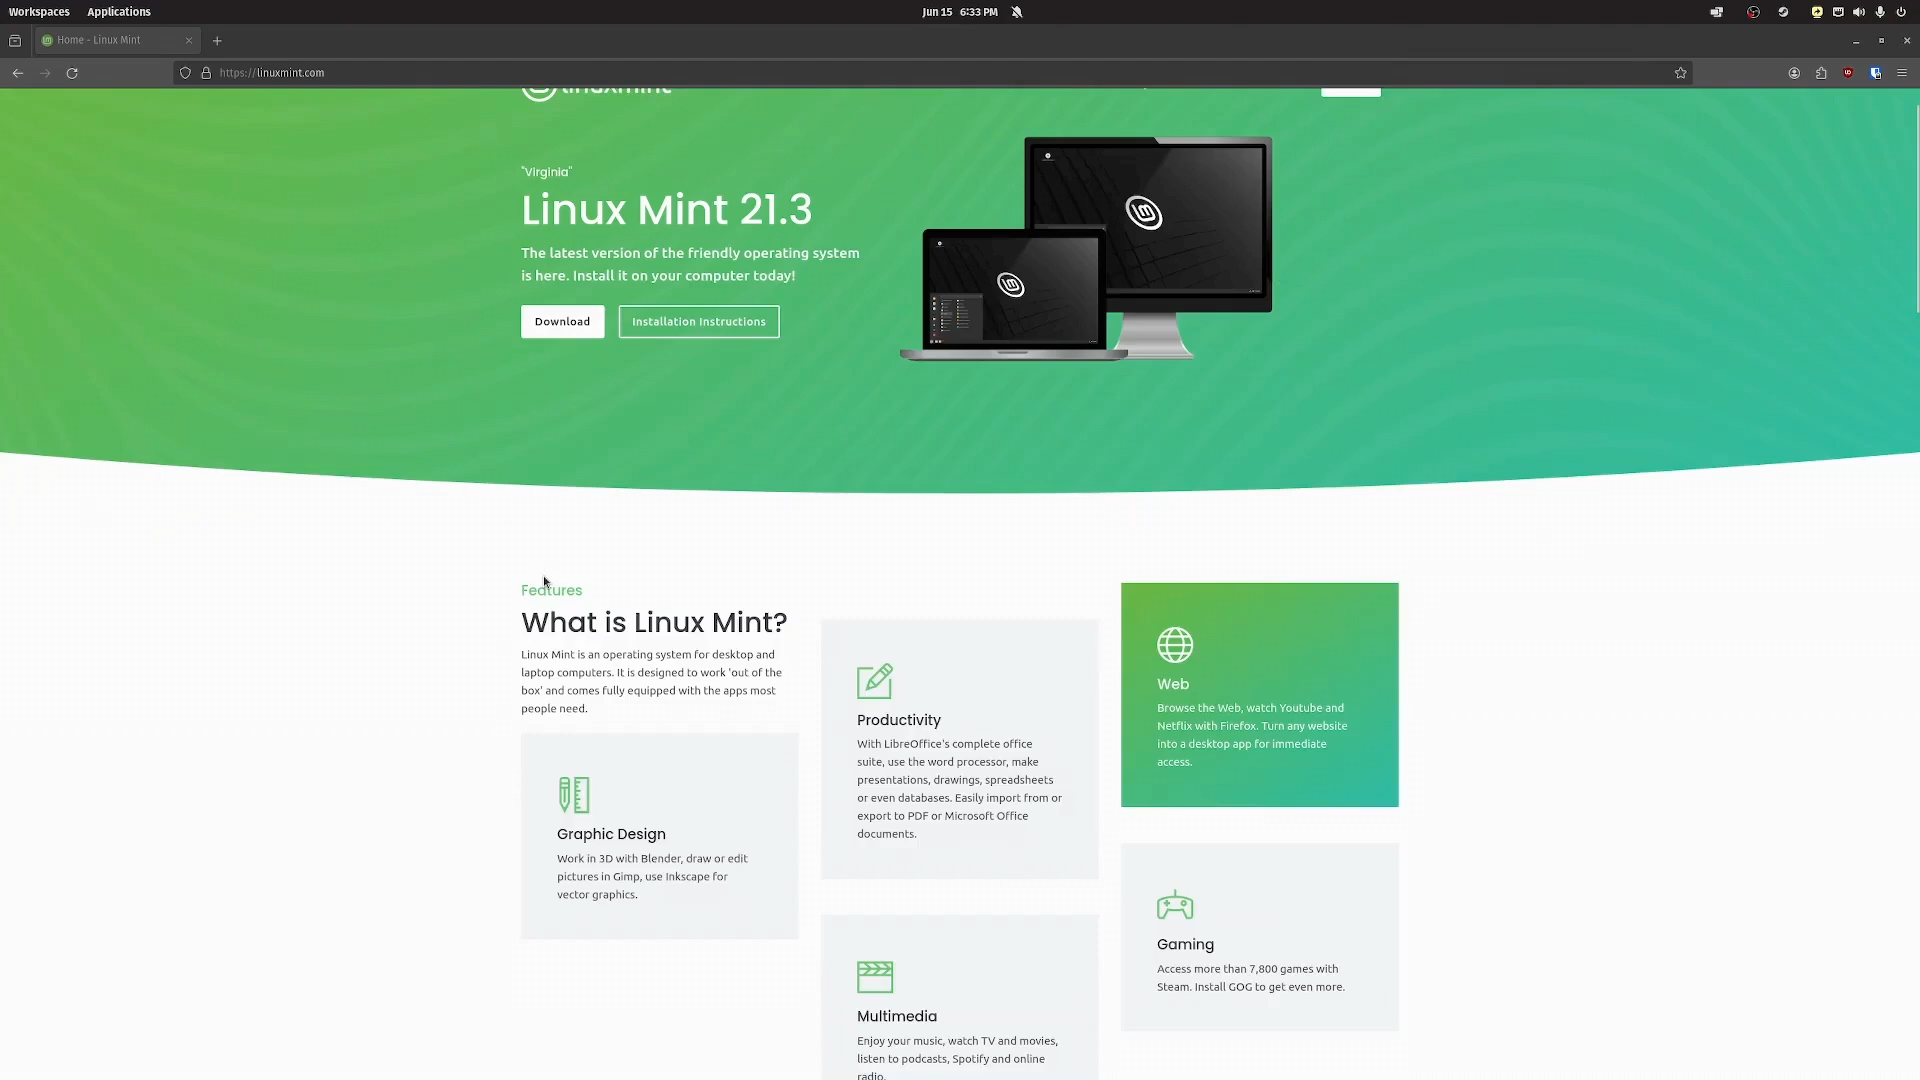 Workspaces Applications Jun 15 6:33 PM
Home - Linux Mint
https://linuxmint.com
linuxmint
"Virginia"
Linux Mint 21.3
The latest version of the friendly operating system
is here. Install it on your computer today!
Download Installation Instructions
Features
What is Linux Mint?
Linux Mint is an operating system for desktop and
laptop computers. It is designed to work 'out of the
box' and comes fully equipped with the apps most
people need.
Graphic Design
Work in 3D with Blender, draw or edit
pictures in Gimp, use Inkscape for
vector graphics.
Productivity
With LibreOffice's complete office
suite, use the word processor, make
presentations, drawings, spreadsheets
or even databases. Easily import from or
export to PDF or Microsoft Office
documents.
Multimedia
Enjoy your music, watch TV and movies,
listen to podcasts, Spotify and online
radio.
Web
Browse the Web, watch Youtube and
Netflix with Firefox. Turn any website
into a desktop app for immediate
access.
Gaming
Access more than 7,800 games with
Steam. Install GOG to get even more.